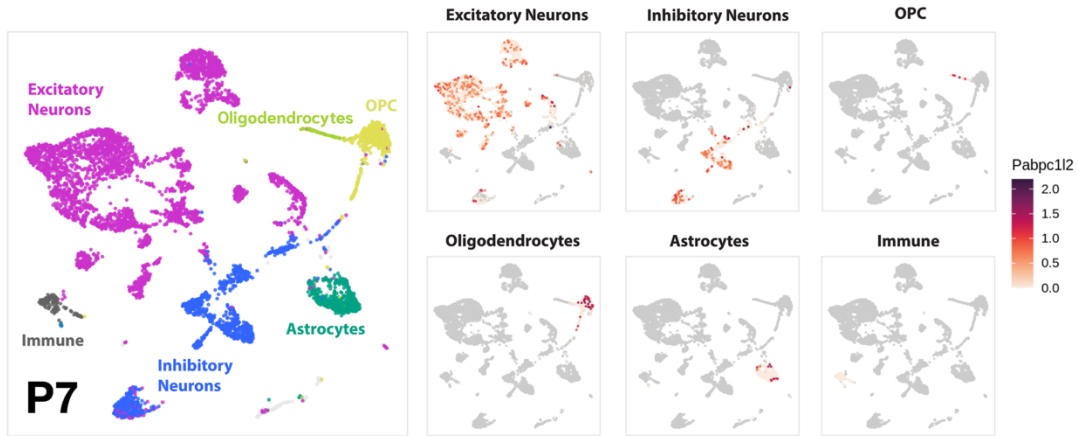 Excitatory Neurons
Inhibitory Neurons
OPC
Excitatory
Neurons
Oligodendrocytes
OPC
Immune
Astrocytes
Inhibitory
Neurons
P7
Oligodendrocytes
Astrocytes
Immune
Pabpc1l2
2.0
1.5
1.0
0.5
0.0